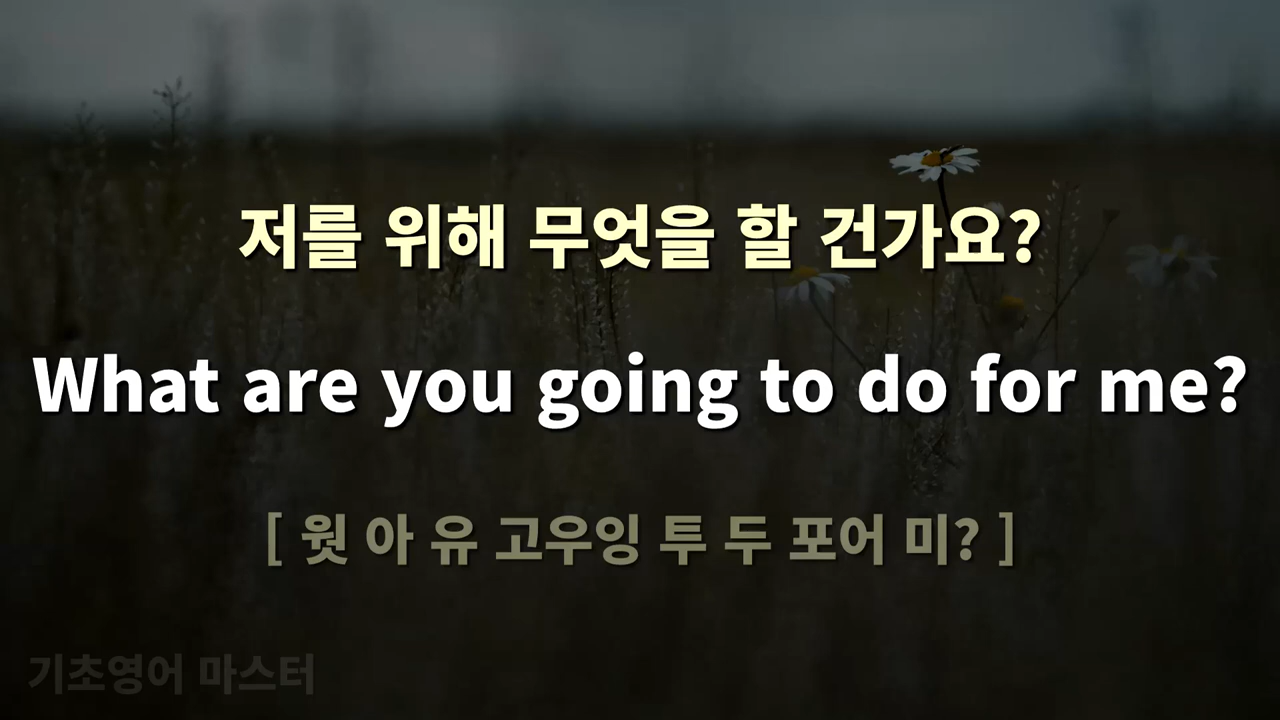 저를 위해 무엇을 할 건가요?
What are you going to do for me?
[ 웟 아 유 고우잉 투 두 포어 미? ]
기초영어 마스터